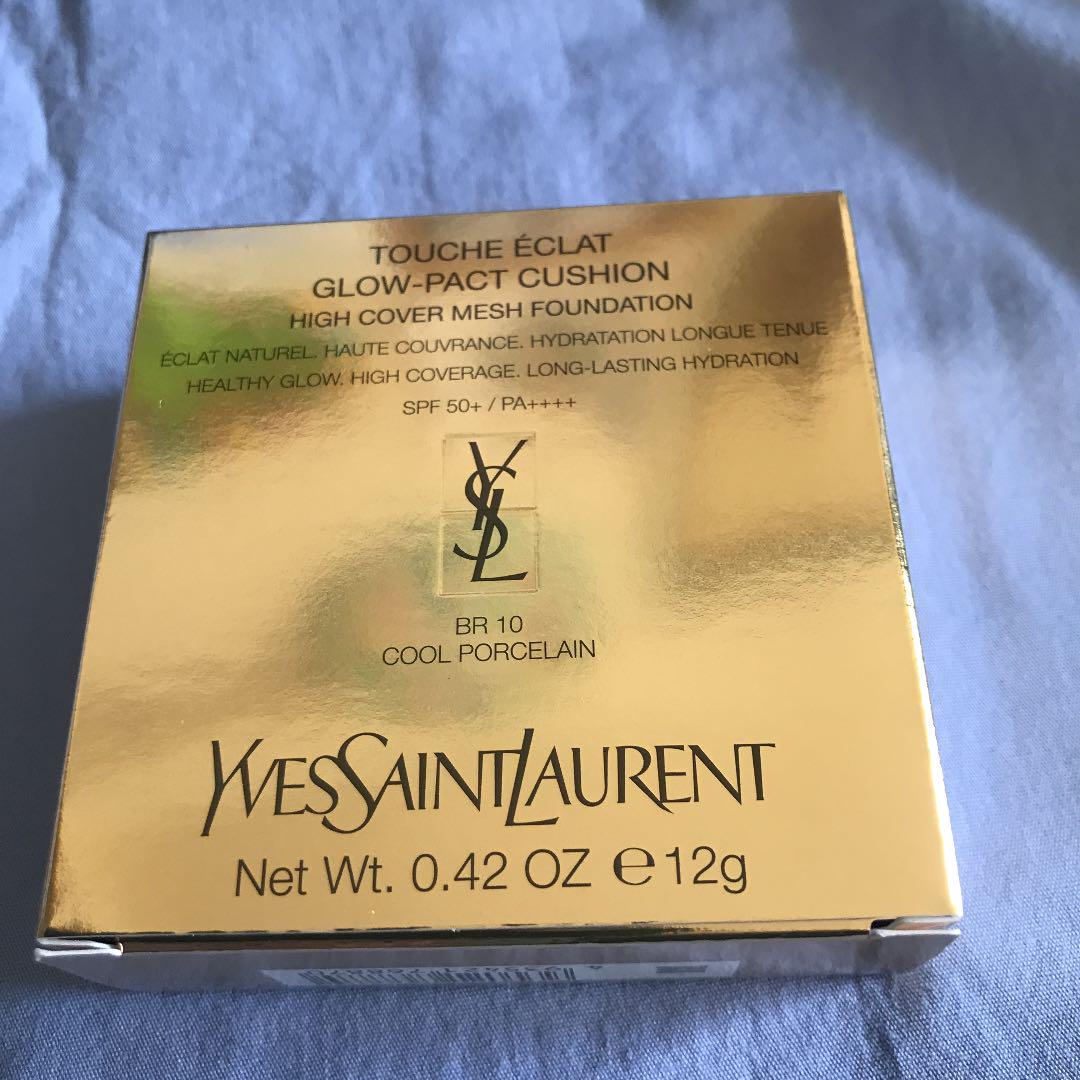 TOUCHE ÉCLAT
GLOW-PACT CUSHION
HIGH COVER MESH FOUNDATION
ÉCLAT NATUREL. HAUTE COUVRANCE. HYDRATATION LONGUE TENUE
HEALTHY GLOW. HIGH COVERAGE. LONG-LASTING HYDRATION
SPF 50+ / PA++++
YSL
BR 10
COOL PORCELAIN
YVESSAINTLAURENT
Net Wt. 0.42 OZ ℮12g